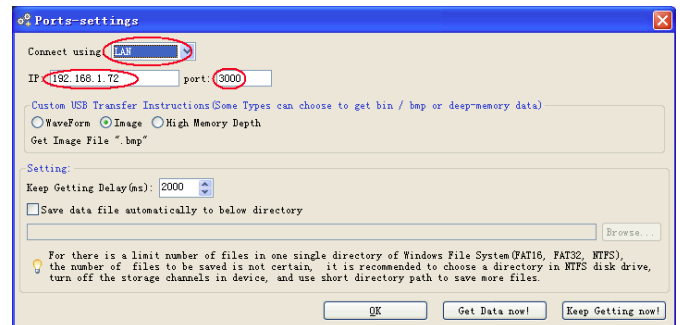 Ports-settings
Connect using: LAN
IP: 192.168.1.72 port: 3000
Custom USB Transfer Instructions(Some Types can choose to get bin / bmp or deep-memory data)
WaveForm Image High Memory Depth
Get Image File ".bmp"
Setting:
Keep Getting Delay(ms): 2000
Save data file automatically to below directory
Browse...
For there is a limit number of files in one single directory of Windows File System(FAT16, FAT32, NTFS),
the number of files to be saved is not certain, it is recommended to choose a directory in NTFS disk drive,
turn off the storage channels in device, and use short directory path to save more files.
OK Get Data now! Keep Getting now!